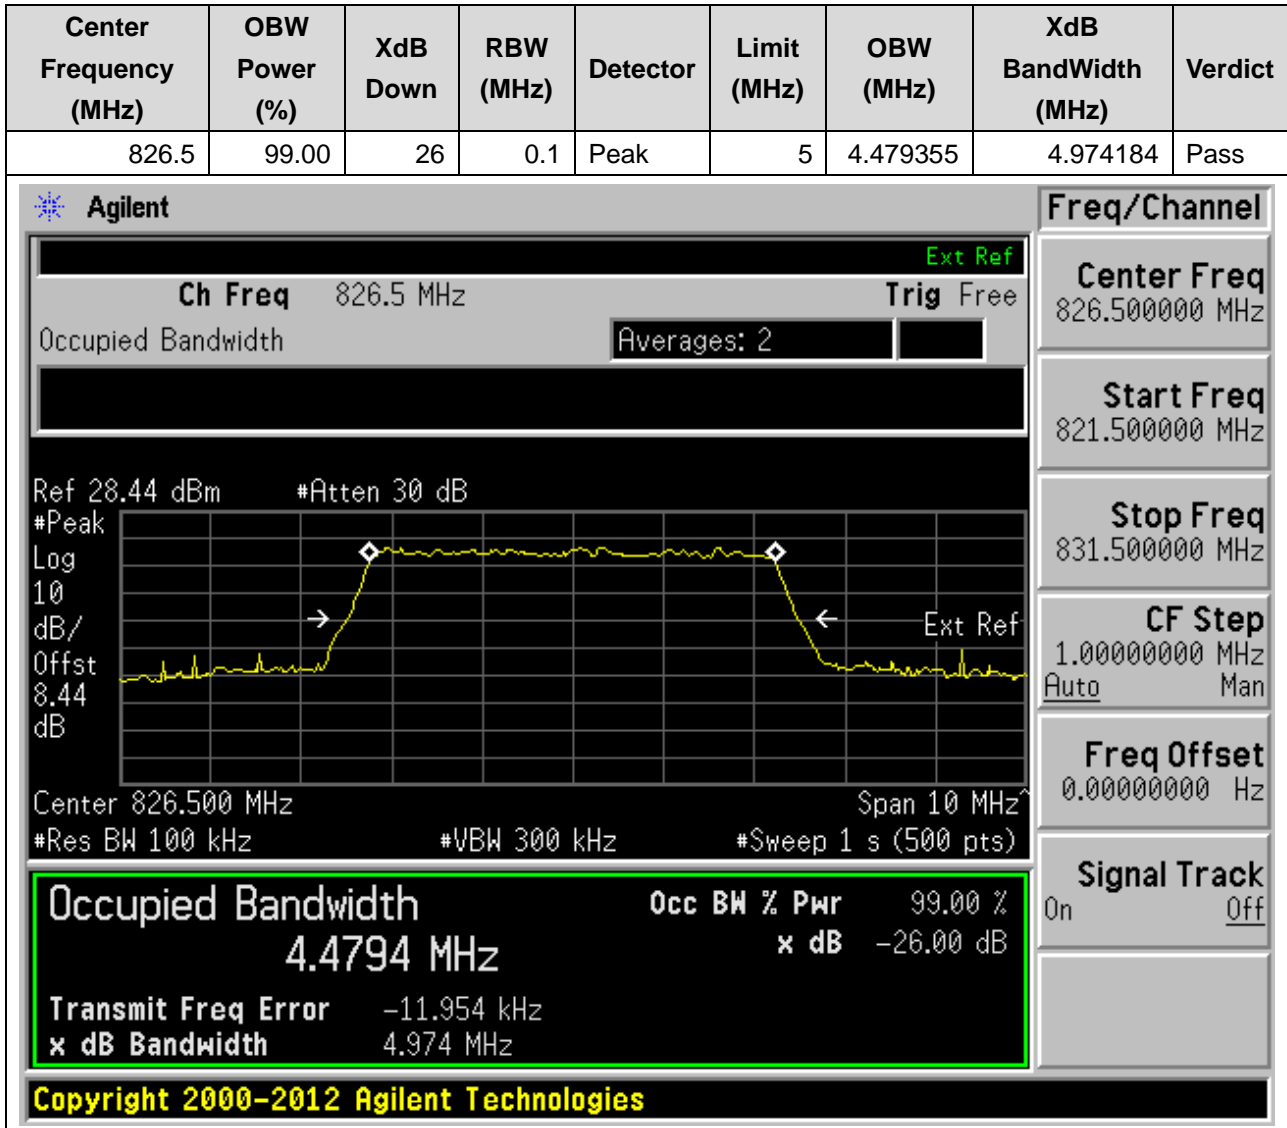 Center Frequency (MHz) OBW Power (%) XdB Down RBW (MHz) Detector Limit (MHz) OBW (MHz) XdB BandWidth (MHz) Verdict
826.5 99.00 26 0.1 Peak 5 4.479355 4.974184 Pass
Agilent
Freq/Channel
Ext Ref
Ch Freq 826.5 MHz Trig Free
Occupied Bandwidth Averages: 2
Center Freq
826.500000 MHz
Start Freq
821.500000 MHz
Stop Freq
831.500000 MHz
CF Step
1.00000000 MHz
Auto Man
Freq Offset
0.00000000 Hz
Signal Track
On Off
Ref 28.44 dBm #Atten 30 dB
#Peak
Log
10
dB/
Offst
8.44
dB
Ext Ref
Center 826.500 MHz Span 10 MHz^
#Res BW 100 kHz #VBW 300 kHz #Sweep 1 s (500 pts)
Occupied Bandwidth Occ BW % Pwr 99.00 %
4.4794 MHz x dB -26.00 dB
Transmit Freq Error -11.954 kHz
x dB Bandwidth 4.974 MHz
Copyright 2000-2012 Agilent Technologies